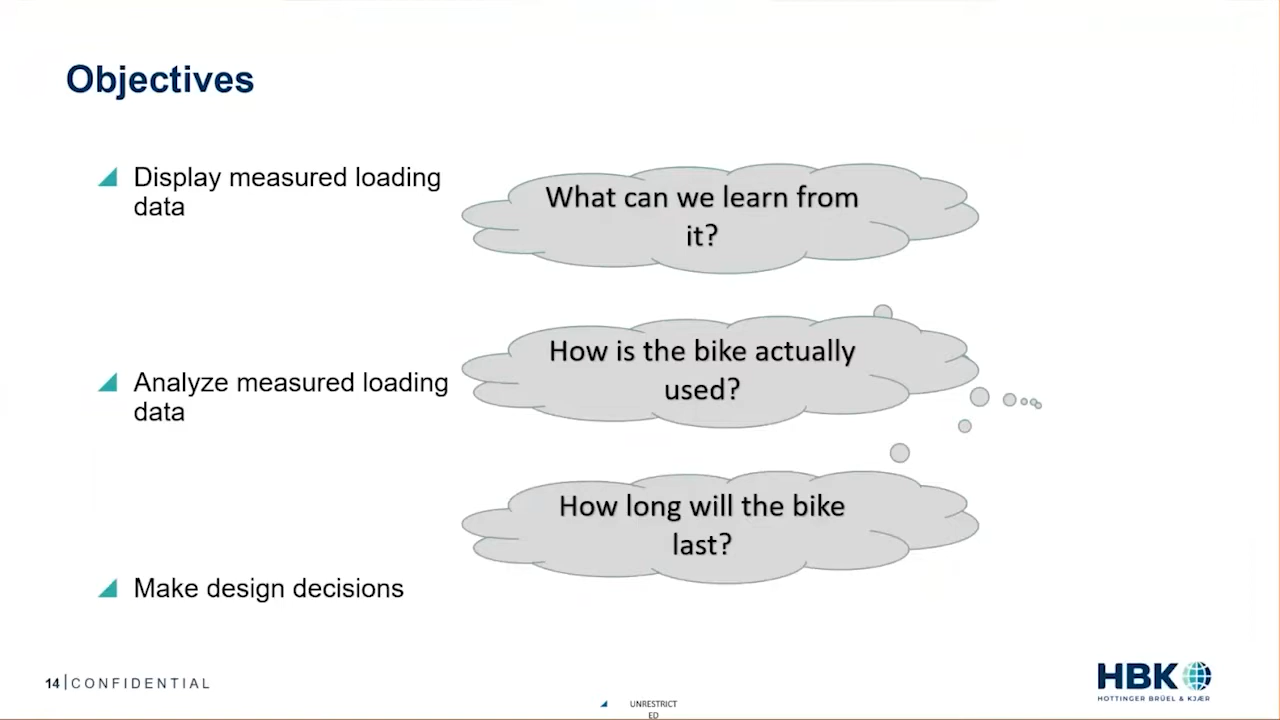 Objectives
Display measured loading
data
What can we learn from
it?
How is the bike actually
used?
Analyze measured loading
data
How long will the bike
last?
Make design decisions
14 | CONFIDENTIAL
UNRESTRICT
ED
HBK
HOTTINGER BRÜEL & KJÆR